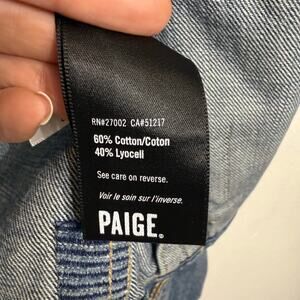 RN#27002 CA#51217
60% Cotton/Coton
40% Lyocell
See care on reverse.
Voir le soin sur l'inverse.
PAIGE.